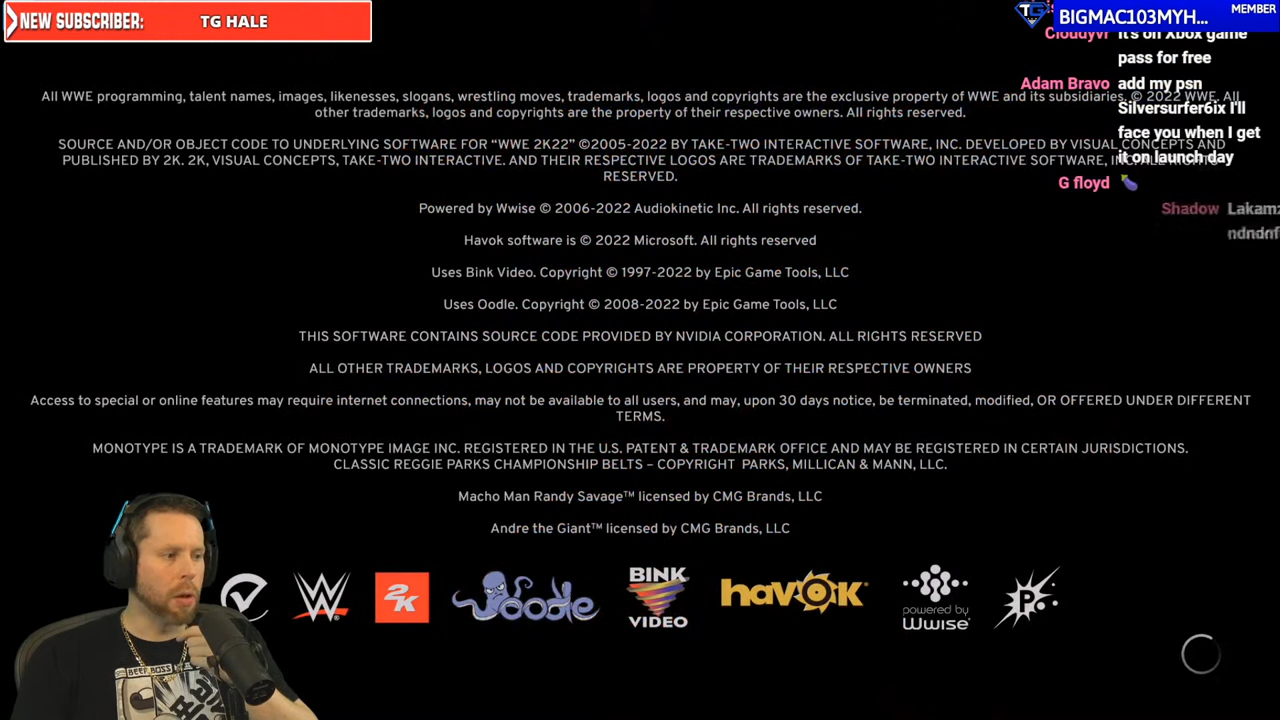 NEW SUBSCRIBER: TG HALE
TG BIGMAC103MYH... MEMBER
Cloudyvr It's on Xbox game
pass for free
Adam Bravo add my psn
Silversurfer6ix I'll
face you when I get
it on launch day
G floyd
Shadow
All WWE programming, talent names, images, likenesses, slogans, wrestling moves, trademarks, logos and copyrights are the exclusive property of WWE and its subsidiaries. © 2022 WWE. All
other trademarks, logos and copyrights are the property of their respective owners. All rights reserved.
SOURCE AND/OR OBJECT CODE TO UNDERLYING SOFTWARE FOR “WWE 2K22” ©2005-2022 BY TAKE-TWO INTERACTIVE SOFTWARE, INC. DEVELOPED BY VISUAL CONCEPTS AND
PUBLISHED BY 2K. 2K, VISUAL CONCEPTS, TAKE-TWO INTERACTIVE. AND THEIR RESPECTIVE LOGOS ARE TRADEMARKS OF TAKE-TWO INTERACTIVE SOFTWARE, INC. ALL RIGHTS
RESERVED.
Powered by Wwise © 2006-2022 Audiokinetic Inc. All rights reserved.
Havok software is © 2022 Microsoft. All rights reserved
Uses Bink Video. Copyright © 1997-2022 by Epic Game Tools, LLC
Uses Oodle. Copyright © 2008-2022 by Epic Game Tools, LLC
THIS SOFTWARE CONTAINS SOURCE CODE PROVIDED BY NVIDIA CORPORATION. ALL RIGHTS RESERVED
ALL OTHER TRADEMARKS, LOGOS AND COPYRIGHTS ARE PROPERTY OF THEIR RESPECTIVE OWNERS
Access to special or online features may require internet connections, may not be available to all users, and may, upon 30 days notice, be terminated, modified, OR OFFERED UNDER DIFFERENT
TERMS.
MONOTYPE IS A TRADEMARK OF MONOTYPE IMAGE INC. REGISTERED IN THE U.S. PATENT & TRADEMARK OFFICE AND MAY BE REGISTERED IN CERTAIN JURISDICTIONS.
CLASSIC REGGIE PARKS CHAMPIONSHIP BELTS – COPYRIGHT PARKS, MILLICAN & MANN, LLC.
Macho Man Randy Savage™ licensed by CMG Brands, LLC
Andre the Giant™ licensed by CMG Brands, LLC
W 2K oodle BINK VIDEO havok powered by Wwise P
BEEF BOSS